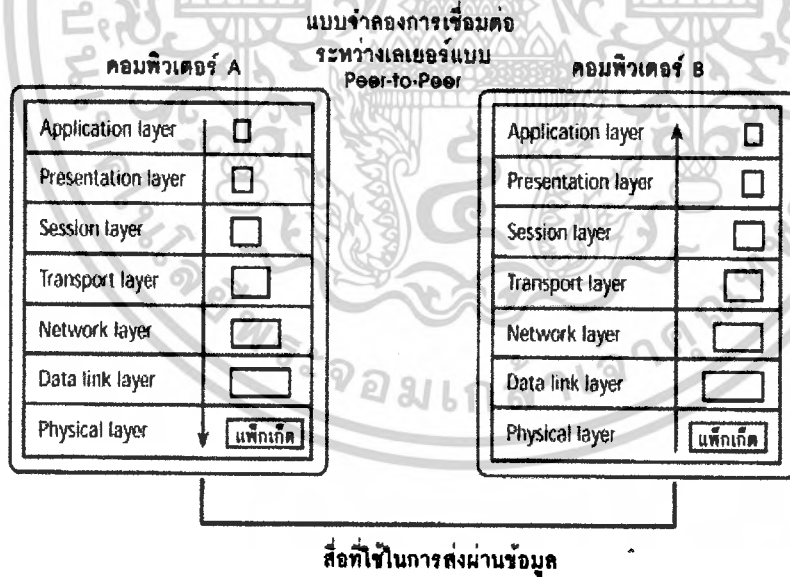 แบบจำลองการเชื่อมต่อ
ระหว่างเลเยอร์แบบ
Peer-to-Peer
คอมพิวเตอร์ A
คอมพิวเตอร์ B
Application layer
Presentation layer
Session layer
Transport layer
Network layer
Data link layer
Physical layer
แพ็กเก็ต
Application layer
Presentation layer
Session layer
Transport layer
Network layer
Data link layer
Physical layer
แพ็กเก็ต
สื่อที่ใช้ในการส่งผ่านข้อมูล